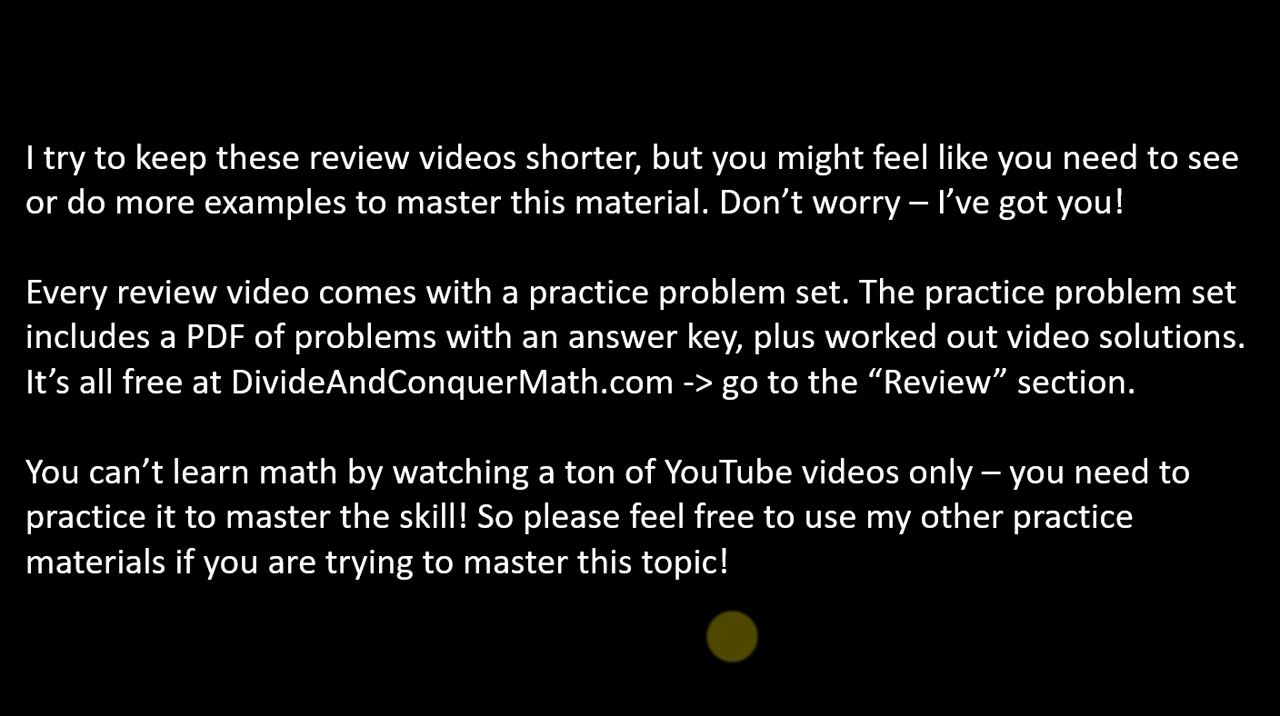 I try to keep these review videos shorter, but you might feel like you need to see
or do more examples to master this material. Don’t worry – I’ve got you!
Every review video comes with a practice problem set. The practice problem set
includes a PDF of problems with an answer key, plus worked out video solutions.
It’s all free at DivideAndConquerMath.com -> go to the “Review” section.
You can’t learn math by watching a ton of YouTube videos only – you need to
practice it to master the skill! So please feel free to use my other practice
materials if you are trying to master this topic!